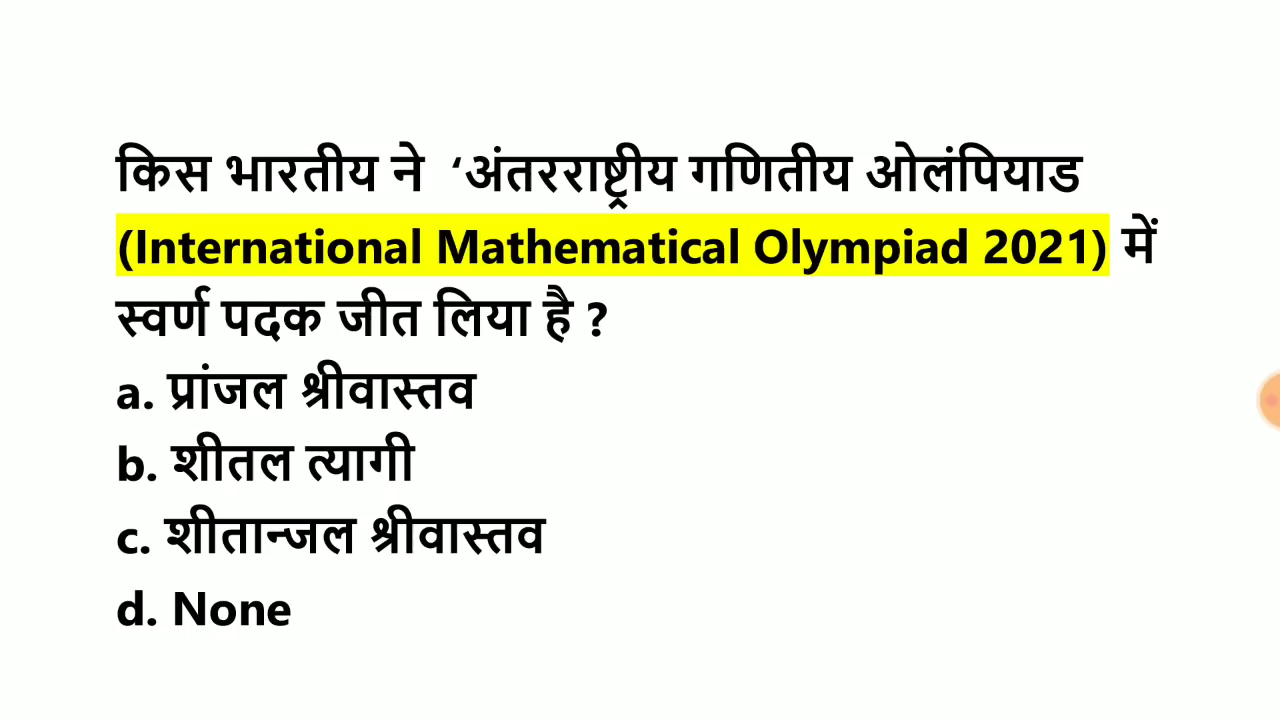 किस भारतीय ने ‘अंतरराष्ट्रीय गणितीय ओलंपियाड
(International Mathematical Olympiad 2021) में
स्वर्ण पदक जीत लिया है ?
a. प्रांजल श्रीवास्तव
b. शीतल त्यागी
c. शीतान्जल श्रीवास्तव
d. None